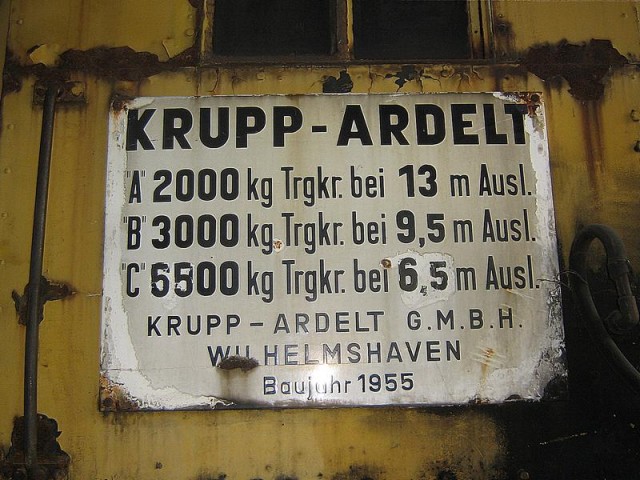 KRUPP-ARDELT
"A" 2000 kg Trgkr. bei 13 m Ausl.
"B" 3000 kg Trgkr. bei 9,5 m Ausl.
"C" 5500 kg Trgkr. bei 6,5 m Ausl.
KRUPP-ARDELT G.M.B.H.
WILHELMSHAVEN
Baujahr 1955